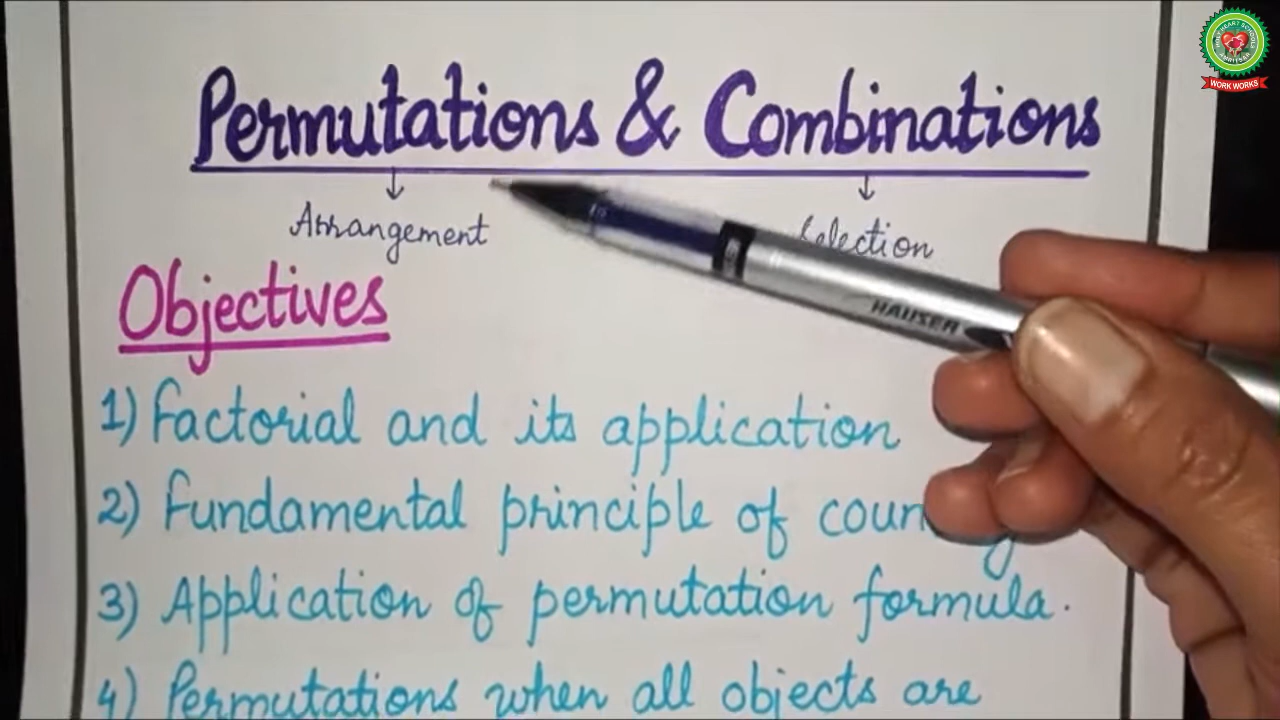 Permutations & Combinations
Arrangement Selection
Objectives
1) Factorial and its application
2) Fundamental principle of
3) Application of permutation formula.
4) Permutations when all objects are
HAUSER
WORK WORKS